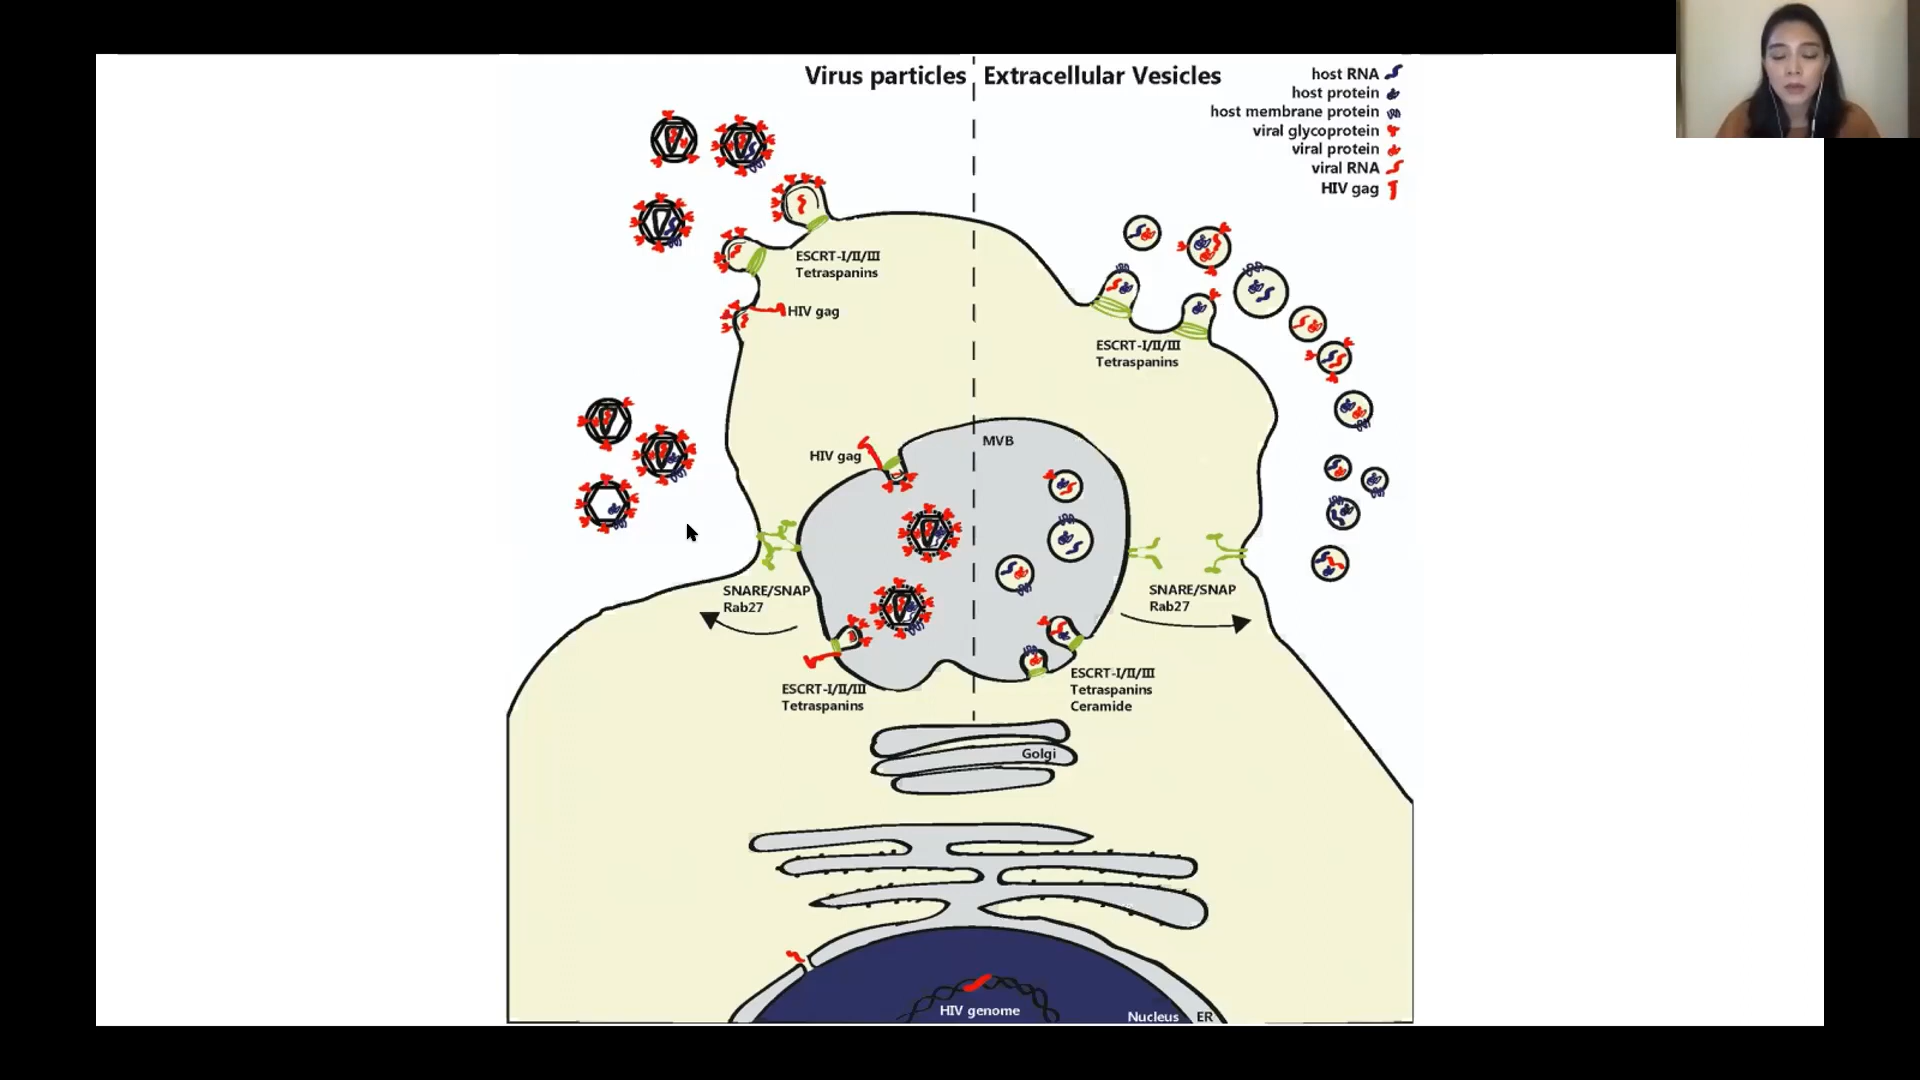 Virus particles
Extracellular Vesicles
host RNA
host protein
host membrane protein
viral glycoprotein
viral protein
viral RNA
HIV gag
ESCRT-I/II/III
Tetraspanins
HIV gag
ESCRT-I/II/III
Tetraspanins
HIV gag
MVB
SNARE/SNAP
Rab27
SNARE/SNAP
Rab27
ESCRT-I/II/III
Tetraspanins
ESCRT-I/II/III
Tetraspanins
Ceramide
Golgi
HIV genome
Nucleus
ER